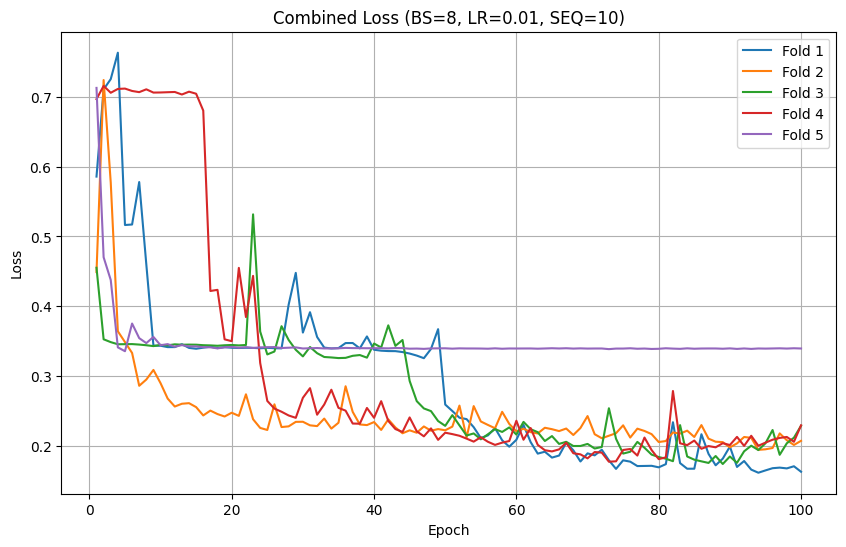 Combined Loss (BS=8, LR=0.01, SEQ=10)
Fold 1
Fold 2
Fold 3
Fold 4
Fold 5
Loss
0.7
0.6
0.5
0.4
0.3
0.2
0 20 40 60 80 100
Epoch